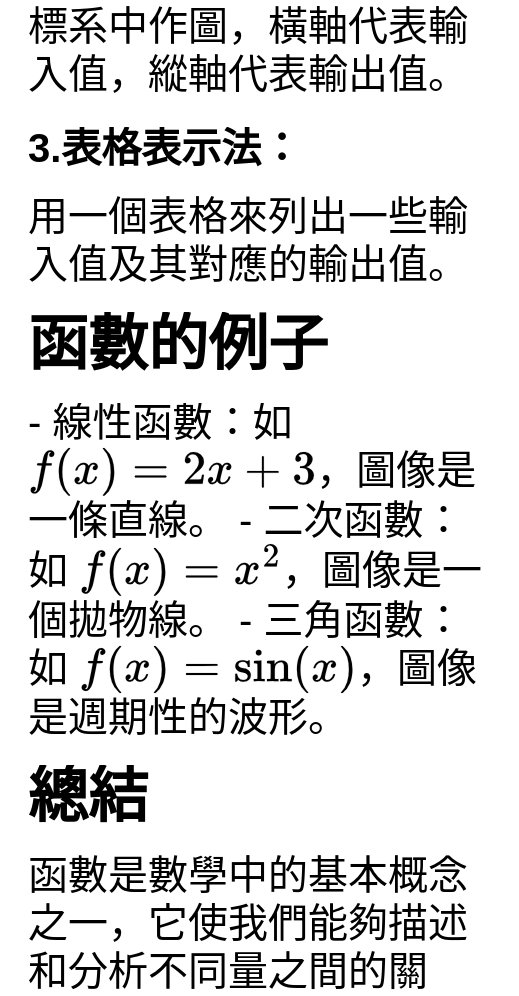 標系中作圖，橫軸代表輸
入值，縱軸代表輸出值。
3.表格表示法：
用一個表格來列出一些輸
入值及其對應的輸出值。
函數的例子
- 線性函數：如
f(x) = 2x + 3，圖像是
一條直線。 - 二次函數：
如 f(x) = x²，圖像是一
個拋物線。 - 三角函數：
如 f(x) = sin(x)，圖像
是週期性的波形。
總結
函數是數學中的基本概念
之一，它使我們能夠描述
和分析不同量之間的關